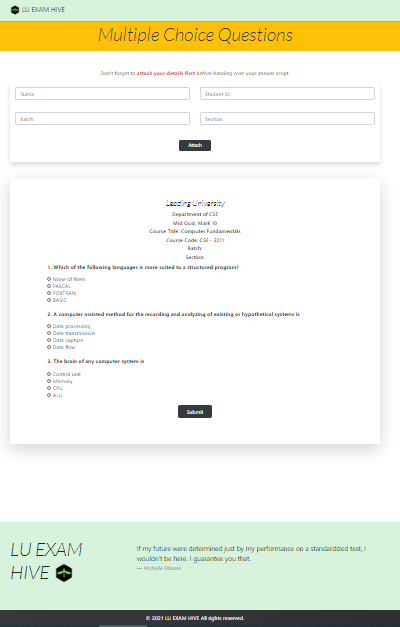 LU EXAM HIVE
Multiple Choice Questions
Don't forget to attach your details first before handing over your answer script
Name
Student ID
Batch
Section
Attach
Leading University
Department of CSE
Mid Quiz, Mark 10
Course Title: Computer Fundamentals
Course Code: CSE - 2311
Batch:
Section:
1. Which of the following languages is more suited to a structured program?
None of them
PASCAL
FORTRAN
BASIC
2. A computer assisted method for the recording and analyzing of existing or hypothetical systems is
Data processing
Data transmission
Data capture
Data flow
3. The brain of any computer system is
Control unit
Memory
CPU
ALU
Submit
LU EXAM
HIVE
If my future were determined just by my performance on a standardized test, I
wouldn't be here. I guarantee you that.
— Michelle Obama
© 2021 LU EXAM HIVE All rights reserved.